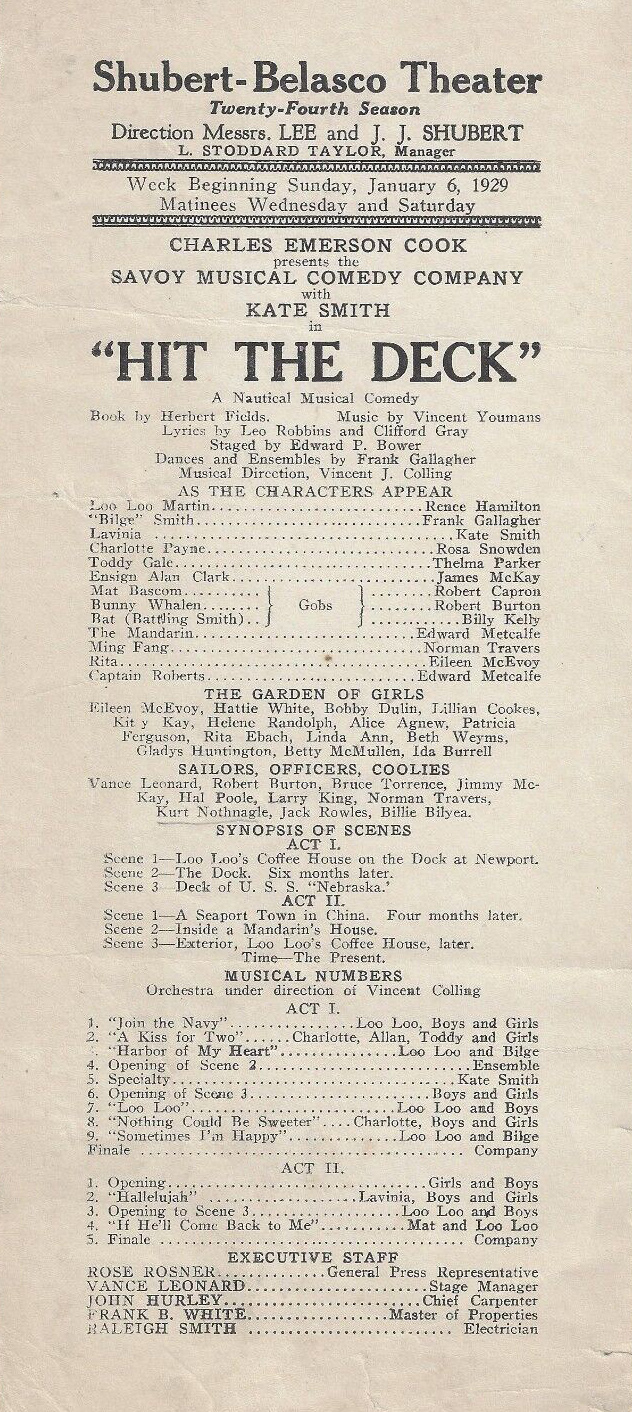 Shubert-Belasco Theater
Twenty-Fourth Season
Direction Messrs. LEE and J. J. SHUBERT
L. STODDARD TAYLOR, Manager
Week Beginning Sunday, January 6, 1929
Matinees Wednesday and Saturday
CHARLES EMERSON COOK
presents the
SAVOY MUSICAL COMEDY COMPANY
with
KATE SMITH
in
"HIT THE DECK"
A Nautical Musical Comedy
Book by Herbert Fields. Music by Vincent Youmans
Lyrics by Leo Robbins and Clifford Gray
Staged by Edward P. Bower
Dances and Ensembles by Frank Gallagher
Musical Direction, Vincent J. Colling
AS THE CHARACTERS APPEAR
Loo Loo Martin..........................Renee Hamilton
"Bilge" Smith............................Frank Gallagher
Lavinia ......................................Kate Smith
Charlotte Payne............................Rosa Snowden
Toddy Gale................................Thelma Parker
Ensign Alan Clark..........................James McKay
Mat Bascom..........} {........Robert Capron
Bunny Whalen........ Gobs ........Robert Burton
Bat (Battling Smith)..} {...........Billy Kelly
The Mandarin............................Edward Metcalfe
Ming Fang................................Norman Travers
Rita......................................Eileen McEvoy
Captain Roberts..........................Edward Metcalfe
THE GARDEN OF GIRLS
Eileen McEvoy, Hattie White, Bobby Dulin, Lillian Cookes,
Kit y Kay, Helene Randolph, Alice Agnew, Patricia
Ferguson, Rita Ebach, Linda Ann, Beth Weyms,
Gladys Huntington, Betty McMullen, Ida Burrell
SAILORS, OFFICERS, COOLIES
Vance Leonard, Robert Burton, Bruce Torrence, Jimmy Mc-
Kay, Hal Poole, Larry King, Norman Travers,
Kurt Nothnagle, Jack Rowles, Billie Bilyea.
SYNOPSIS OF SCENES
ACT I.
Scene 1—Loo Loo's Coffee House on the Dock at Newport.
Scene 2—The Dock. Six months later.
Scene 3—Deck of U. S. S. "Nebraska.'
ACT II.
Scene 1—A Seaport Town in China. Four months later.
Scene 2—Inside a Mandarin's House.
Scene 3—Exterior, Loo Loo's Coffee House, later.
Time—The Present.
MUSICAL NUMBERS
Orchestra under direction of Vincent Colling
ACT I.
1. "Join the Navy"................Loo Loo, Boys and Girls
2. "A Kiss for Two"......Charlotte, Allan, Toddy and Girls
. "Harbor of My Heart"...............Loo Loo and Bilge
4. Opening of Scene 2...........................Ensemble
5. Specialty....................................Kate Smith
6. Opening of Scene 3.......................Boys and Girls
7. "Loo Loo"..........................Loo Loo and Boys
8. "Nothing Could Be Sweeter"....Charlotte, Boys and Girls
9. "Sometimes I'm Happy"..............Loo Loo and Bilge
Finale ......................................... Company
ACT II.
1. Opening.................................Girls and Boys
2. "Hallelujah" ...................Lavinia, Boys and Girls
3. Opening to Scene 3...................Loo Loo and Boys
4. "If He'll Come Back to Me"...........Mat and Loo Loo
5. Finale ....................................... Company
EXECUTIVE STAFF
ROSE ROSNER.............General Press Representative
VANCE LEONARD.......................Stage Manager
JOHN HURLEY..........................Chief Carpenter
FRANK B. WHITE..................Master of Properties
RALEIGH SMITH ......................... Electrician